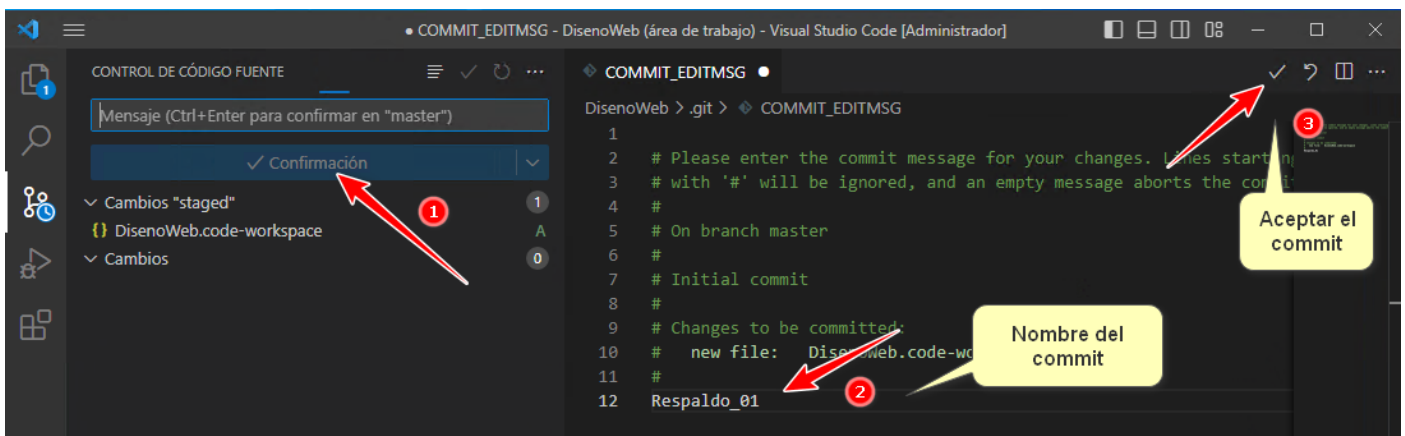 ● COMMIT_EDITMSG - DisenoWeb (área de trabajo) - Visual Studio Code [Administrador]
CONTROL DE CÓDIGO FUENTE
1
Mensaje (Ctrl+Enter para confirmar en "master")
✓ Confirmación
1
Cambios "staged"
1
{} DisenoWeb.code-workspace
A
Cambios
0
COMMIT_EDITMSG ●
DisenoWeb > .git > COMMIT_EDITMSG
1
2 # Please enter the commit message for your changes. Lines starting
3 # with '#' will be ignored, and an empty message aborts the
4 #
5 # On branch master
6 #
7 # Initial commit
8 #
9 # Changes to be committed:
10 # new file: DisenoWeb.code-wo
11 #
12 Respaldo_01
2
Nombre del
commit
3
Aceptar el
commit